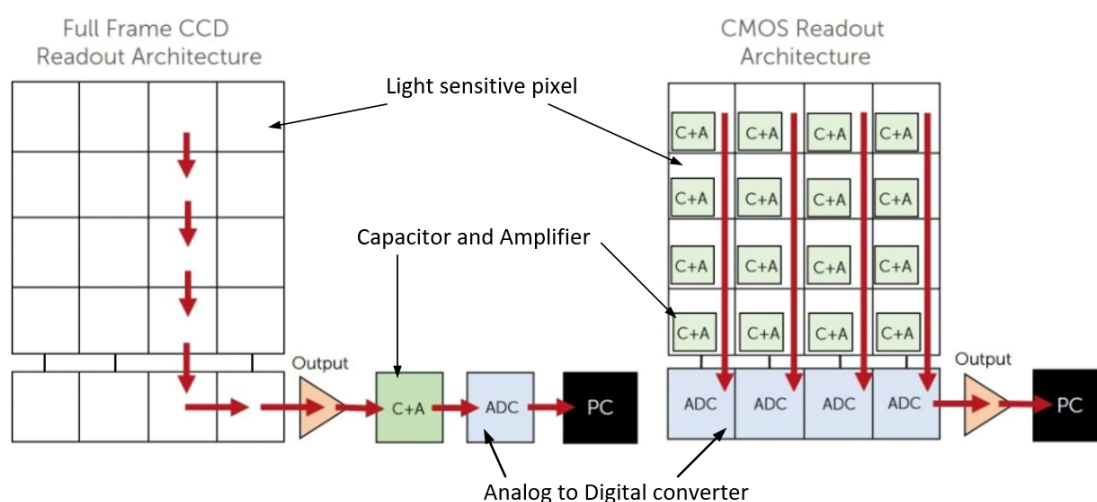 Full Frame CCD
Readout Architecture
CMOS Readout
Architecture
Light sensitive pixel
C+A C+A C+A C+A
C+A C+A C+A C+A
Capacitor and Amplifier
C+A C+A C+A C+A
C+A C+A C+A C+A
Output
C+A
ADC
PC
ADC ADC ADC ADC
Output
PC
Analog to Digital converter